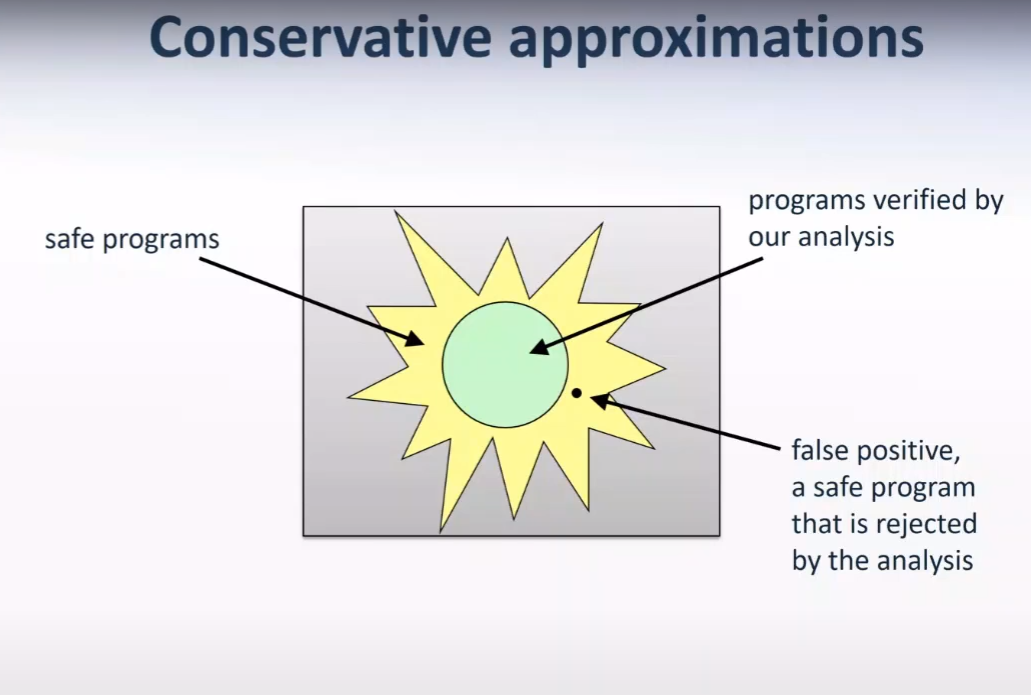 Conservative approximations
safe programs
programs verified by
our analysis
false positive,
a safe program
that is rejected
by the analysis